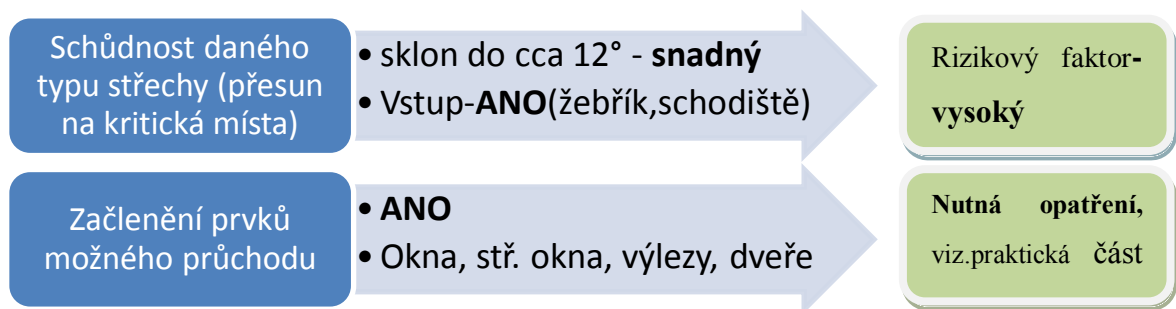 Schůdnost daného
typu střechy (přesun
na kritická místa)
• sklon do cca 12° - snadný
• Vstup-ANO(žebřík,schodiště)
Rizikový faktor-
vysoký
Začlenění prvků
možného průchodu
• ANO
• Okna, stř. okna, výlezy, dveře
Nutná opatření,
viz.praktická část